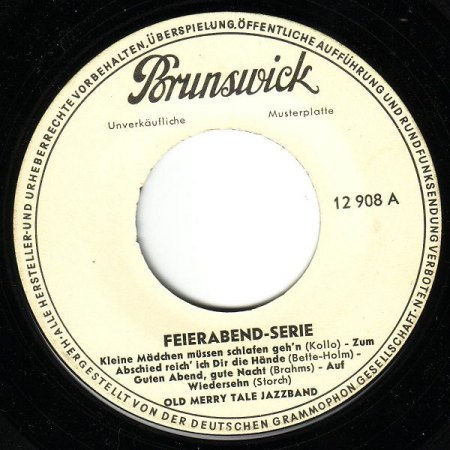 ALLE HERSTELLER- UND URHEBERRECHTE VORBEHALTEN, ÜBERSPIELUNG, ÖFFENTLICHE AUFFÜHRUNG UND RUNDFUNKSENDUNG VERBOTEN
Brunswick
Unverkäufliche Musterplatte
12 908 A
FEIERABEND-SERIE
Kleine Mädchen müssen schlafen geh'n (Kollo) - Zum
Abschied reich' ich Dir die Hände (Bette-Holm) -
Guten Abend, gute Nacht (Brahms) - Auf
Wiedersehn (Storch)
OLD MERRY TALE JAZZBAND
HERGESTELLT VON DER DEUTSCHEN GRAMMOPHON GESELLSCHAFT